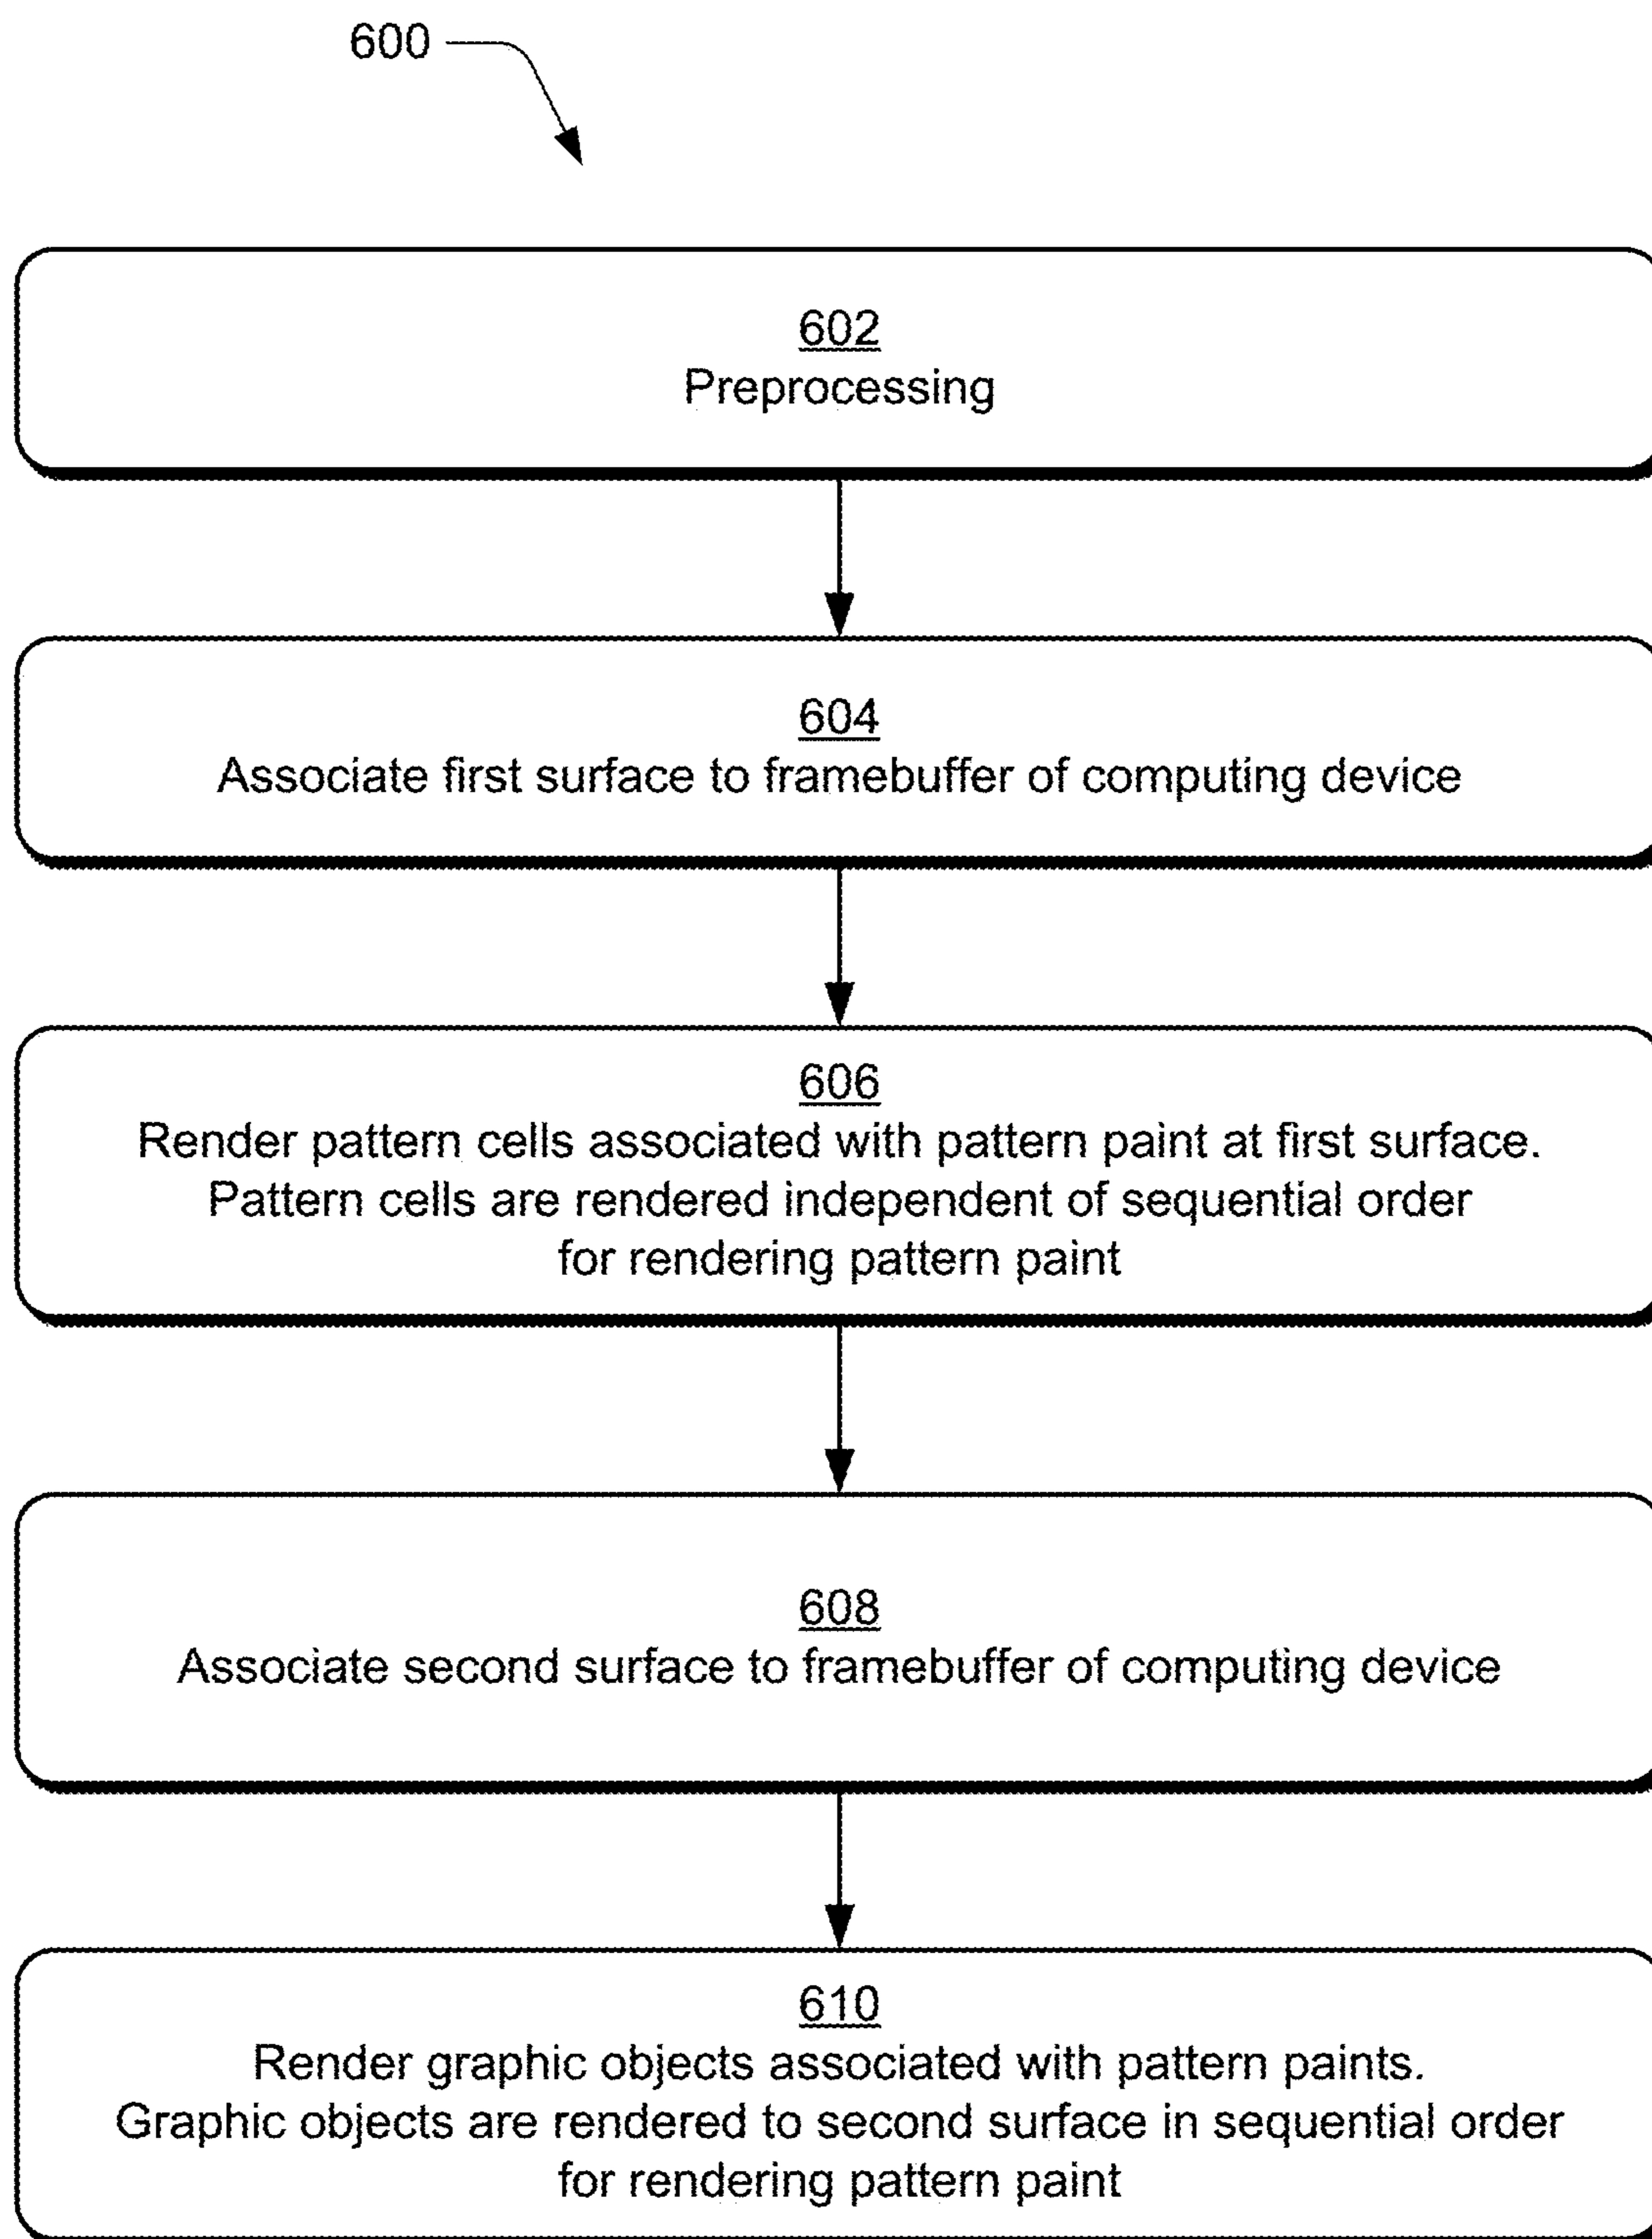 600
602
Preprocessing
604
Associate first surface to framebuffer of computing device
606
Render pattern cells associated with pattern paint at first surface.
Pattern cells are rendered independent of sequential order
for rendering pattern paint
608
Associate second surface to framebuffer of computing device
610
Render graphic objects associated with pattern paints.
Graphic objects are rendered to second surface in sequential order
for rendering pattern paint